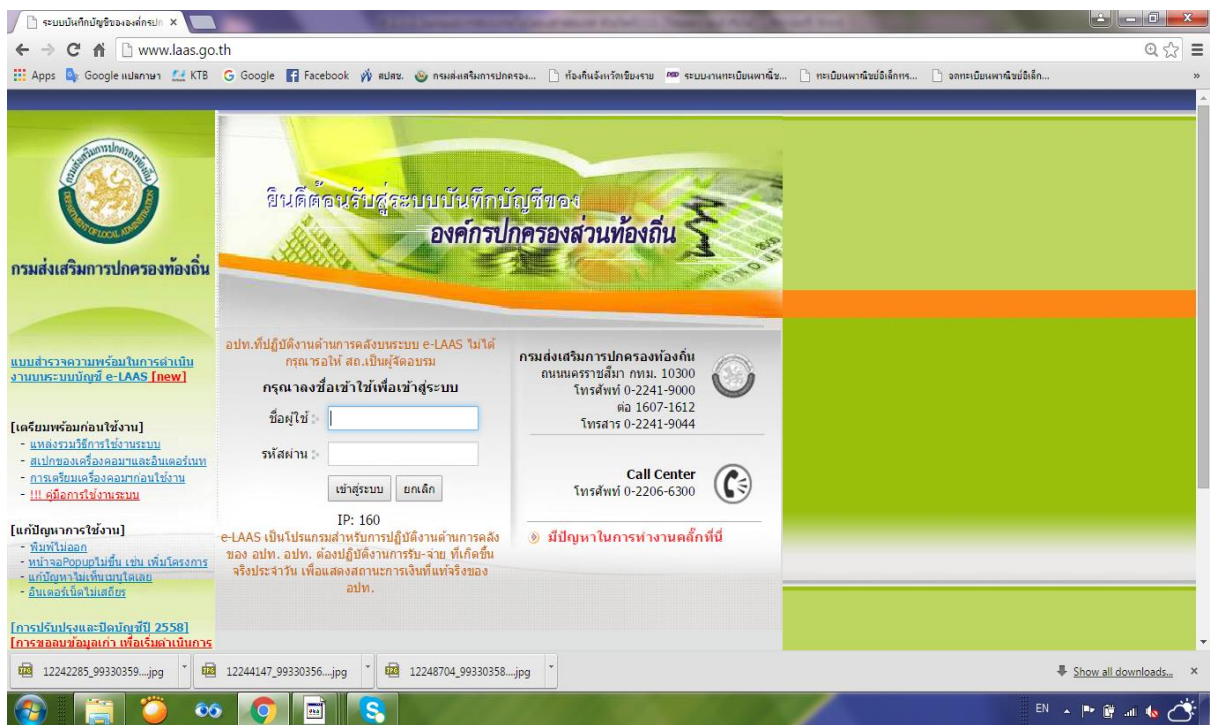 ระบบบันทึกบัญชีขององค์กรปก
www.laas.go.th
Apps
Google แปลภาษา
KTB
Google
Facebook
สปสช.
กรมส่งเสริมการปกครอง...
ท้องถิ่นจังหวัดเชียงราย
ระบบงานทะเบียนพาณิช...
ทะเบียนพาณิชย์อิเล็กทร...
จดทะเบียนพาณิชย์อิเล็ก...
กรมส่งเสริมการปกครองท้องถิ่น
DEPARTMENT OF LOCAL ADMINISTRATION
กรมส่งเสริมการปกครองท้องถิ่น
ยินดีต้อนรับสู่ระบบบันทึกบัญชีของ
องค์กรปกครองส่วนท้องถิ่น
แบบสำรวจความพร้อมในการดำเนิน
งานบนระบบบัญชี e-LAAS [new]
[เตรียมพร้อมก่อนใช้งาน]
- แหล่งรวมวิธีการใช้งานระบบ
- สเปกของเครื่องคอมฯและอินเตอร์เนท
- การเตรียมเครื่องคอมฯก่อนใช้งาน
- !!! คู่มือการใช้งานระบบ
[แก้ปัญหาการใช้งาน]
- พิมพ์ไม่ออก
- หน้าจอPopupไม่ขึ้น เช่น เพิ่มโครงการ
- แก้ปัญหาไม่เห็นเมนูใดเลย
- อินเตอร์เน็ตไม่เสถียร
[การปรับปรุงและปิดบัญชีปี 2558]
[การขอลบข้อมูลเก่า เพื่อเริ่มดำเนินการ
อปท.ที่ปฏิบัติงานด้านการคลังบนระบบ e-LAAS ไม่ได้
กรุณารอให้ สถ.เป็นผู้จัดอบรม
กรุณาลงชื่อเข้าใช้เพื่อเข้าสู่ระบบ
ชื่อผู้ใช้
รหัสผ่าน
เข้าสู่ระบบ
ยกเลิก
IP: 160
e-LAAS เป็นโปรแกรมสำหรับการปฏิบัติงานด้านการคลัง
ของ อปท. อปท. ต้องปฏิบัติงานการรับ-จ่าย ที่เกิดขึ้น
จริงประจำวัน เพื่อแสดงสถานะการเงินที่แท้จริงของ
อปท.
กรมส่งเสริมการปกครองท้องถิ่น
ถนนนครราชสีมา กทม. 10300
โทรศัพท์ 0-2241-9000
ต่อ 1607-1612
โทรสาร 0-2241-9044
Call Center
โทรศัพท์ 0-2206-6300
มีปัญหาในการทำงานคลิ๊กที่นี่
12242285_99330359....jpg
12244147_99330356....jpg
12248704_99330358....jpg
Show all downloads...
EN